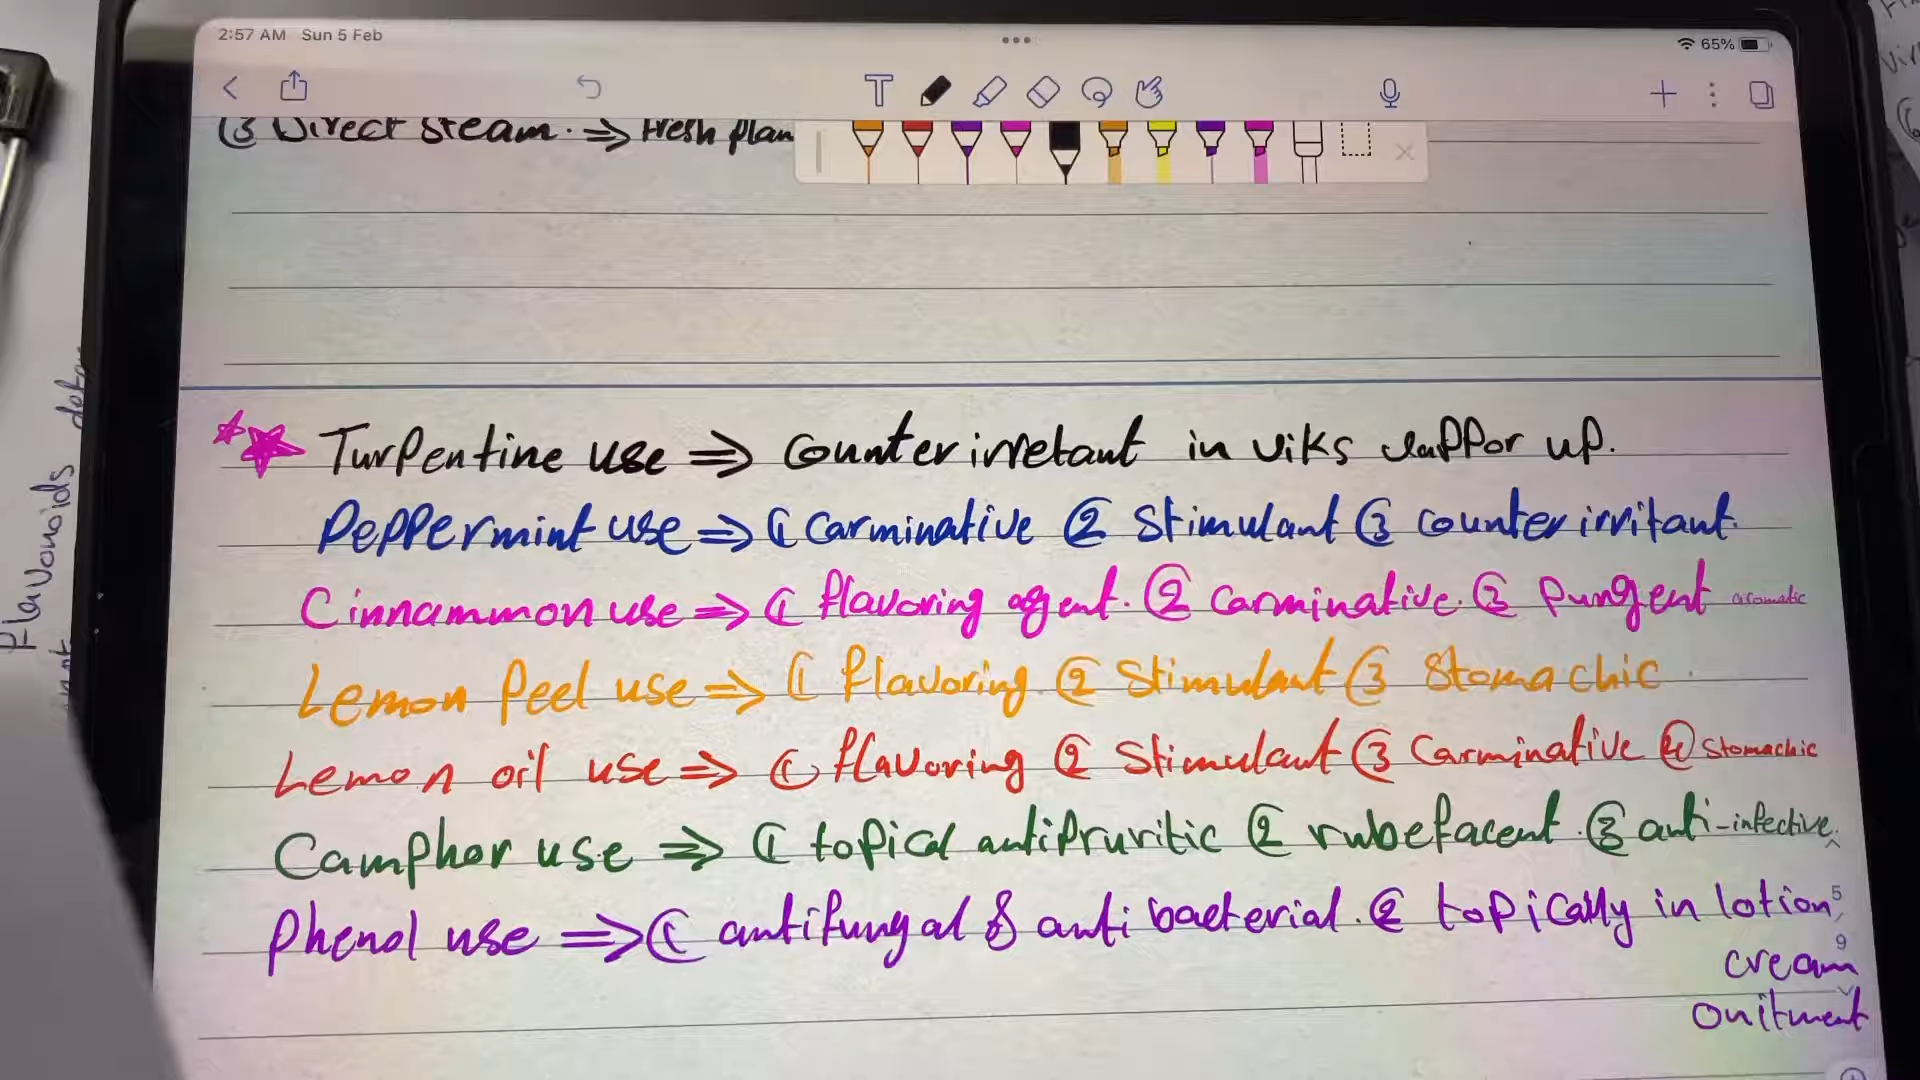 2:57 AM Sun 5 Feb
65%
③ Direct Steam. ⇒ Fresh plan
Turpentine use ⇒ Counter irretant in viks vappor up.
Peppermint use ⇒ ① Carminative ② Stimulant ③ counter irritant.
Cinnammon use ⇒ ① flavoring agent. ② carminative. ③ pungent aromatic
Lemon Peel use ⇒ ① flavoring ② Stimulant ③ Stomachic
Lemon oil use ⇒ ① flavoring ② Stimulant ③ Carminative ④ Stomachic
Camphor use ⇒ ① topical antipruritic ② rubefacent. ③ anti-infective.
Phenol use ⇒ ① antifungal & anti bacterial. ② topically in lotion,
cream
onitment
5
9
Flavonoids